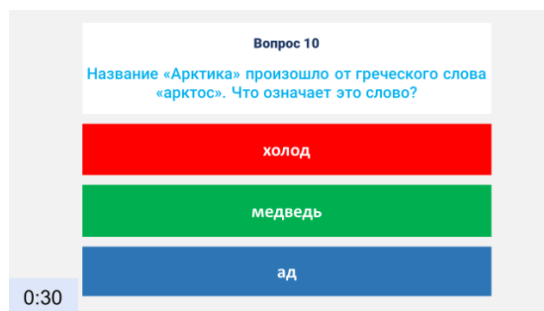 Вопрос 10
Название «Арктика» произошло от греческого слова
«арктос». Что означает это слово?
холод
медведь
ад
0:30